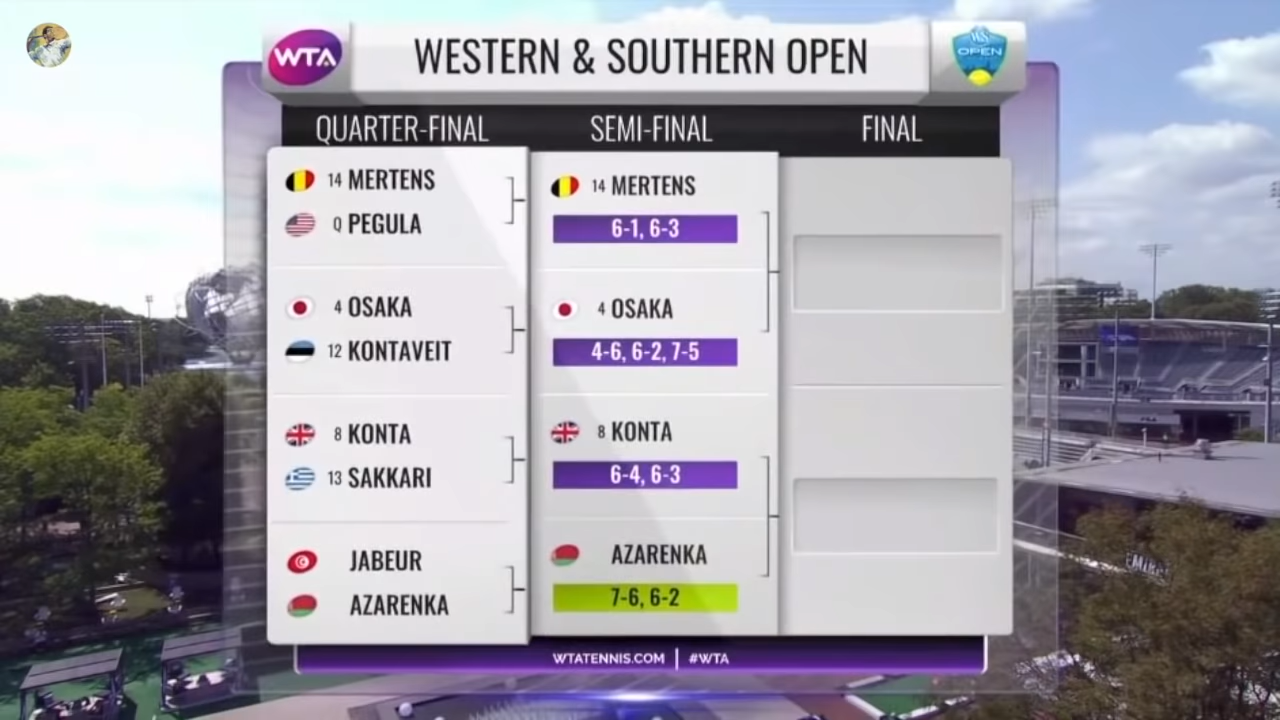 WTA
WESTERN & SOUTHERN OPEN
W&S
OPEN
QUARTER-FINAL
SEMI-FINAL
FINAL
14 MERTENS
Q PEGULA
4 OSAKA
12 KONTAVEIT
8 KONTA
13 SAKKARI
JABEUR
AZARENKA
14 MERTENS
6-1, 6-3
4 OSAKA
4-6, 6-2, 7-5
8 KONTA
6-4, 6-3
AZARENKA
7-6, 6-2
WTATENNIS.COM | #WTA